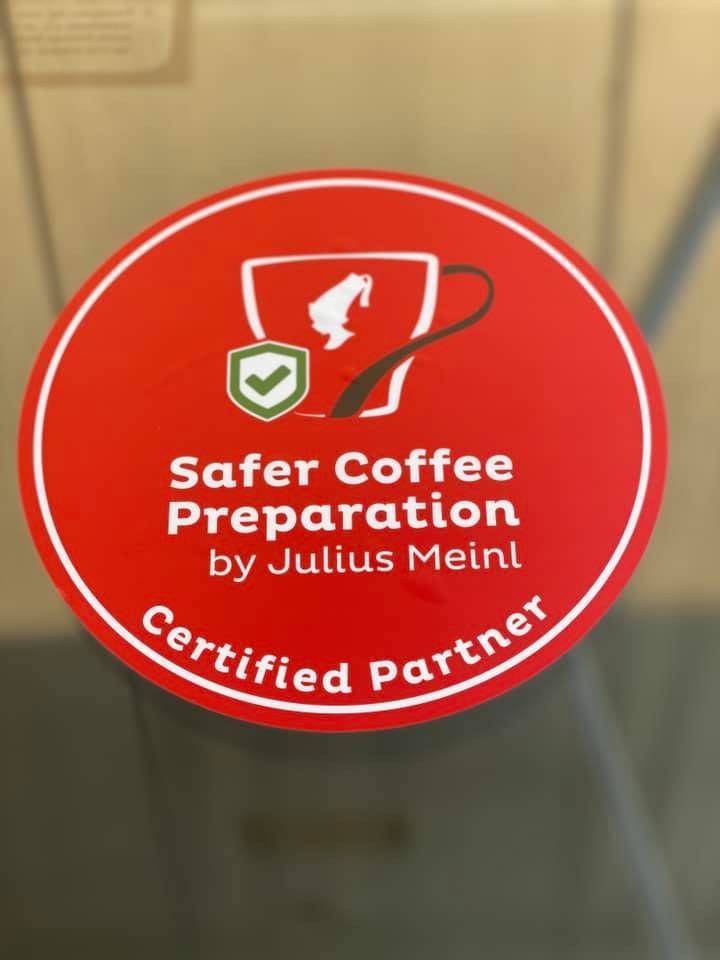 Safer Coffee
Preparation
by Julius Meinl
Certified Partner